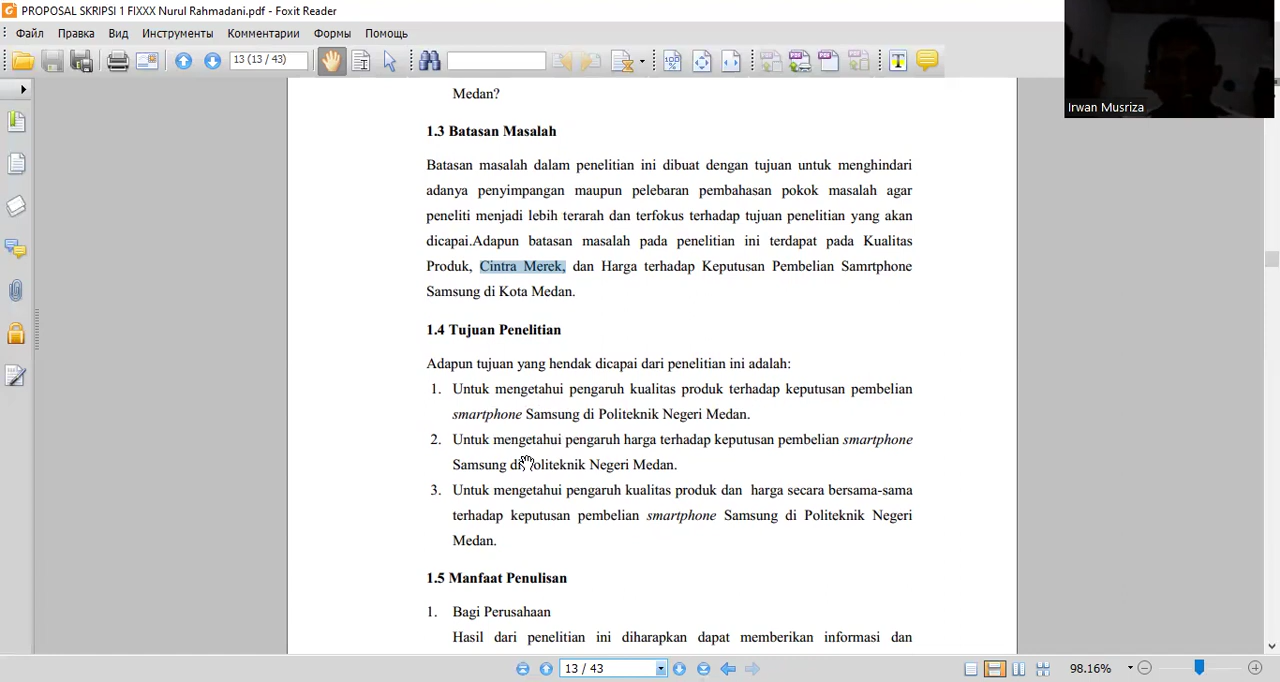 PROPOSAL SKRIPSI 1 FIXXX Nurul Rahmadani.pdf - Foxit Reader
Файл Правка Вид Инструменты Комментарии Формы Помощь
13 (13 / 43)
Irwan Musriza
Medan?
1.3 Batasan Masalah
Batasan masalah dalam penelitian ini dibuat dengan tujuan untuk menghindari
adanya penyimpangan maupun pelebaran pembahasan pokok masalah agar
peneliti menjadi lebih terarah dan terfokus terhadap tujuan penelitian yang akan
dicapai.Adapun batasan masalah pada penelitian ini terdapat pada Kualitas
Produk, Cintra Merek, dan Harga terhadap Keputusan Pembelian Samrtphone
Samsung di Kota Medan.
1.4 Tujuan Penelitian
Adapun tujuan yang hendak dicapai dari penelitian ini adalah:
1. Untuk mengetahui pengaruh kualitas produk terhadap keputusan pembelian
smartphone Samsung di Politeknik Negeri Medan.
2. Untuk mengetahui pengaruh harga terhadap keputusan pembelian smartphone
Samsung di Politeknik Negeri Medan.
3. Untuk mengetahui pengaruh kualitas produk dan harga secara bersama-sama
terhadap keputusan pembelian smartphone Samsung di Politeknik Negeri
Medan.
1.5 Manfaat Penulisan
1. Bagi Perusahaan
Hasil dari penelitian ini diharapkan dapat memberikan informasi dan
13 / 43
98.16%